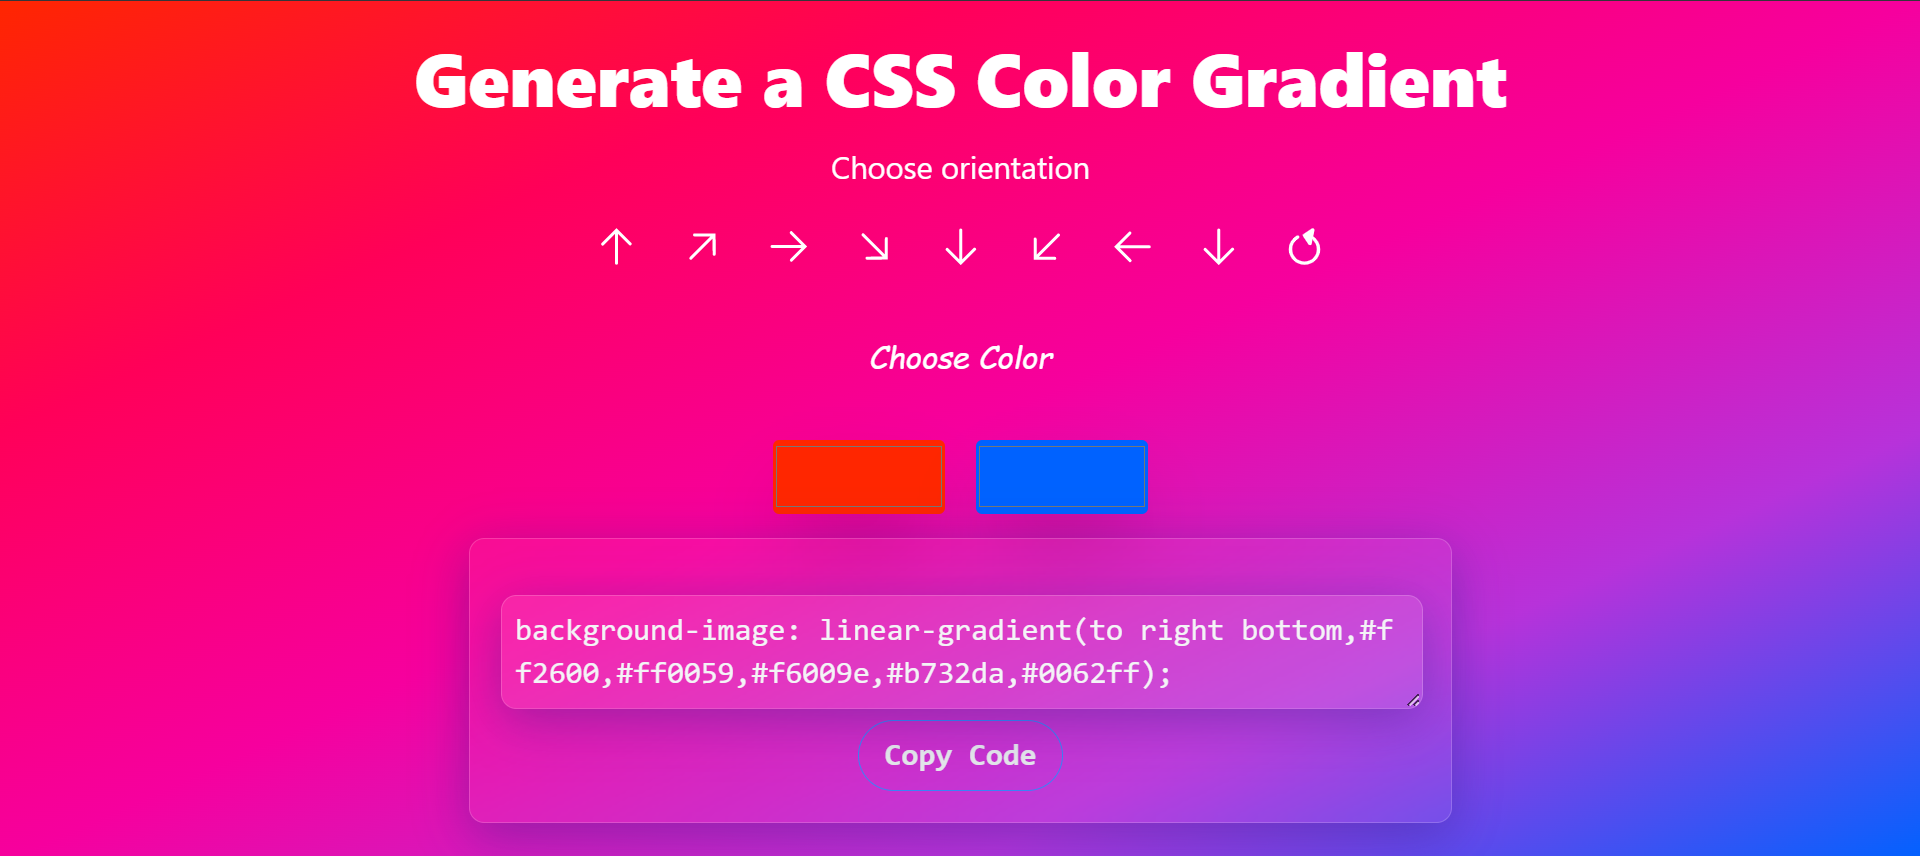 Generate a CSS Color Gradient
Choose orientation
Choose Color
background-image: linear-gradient(to right bottom,#f
f2600,#ff0059,#f6009e,#b732da,#0062ff);
Copy Code